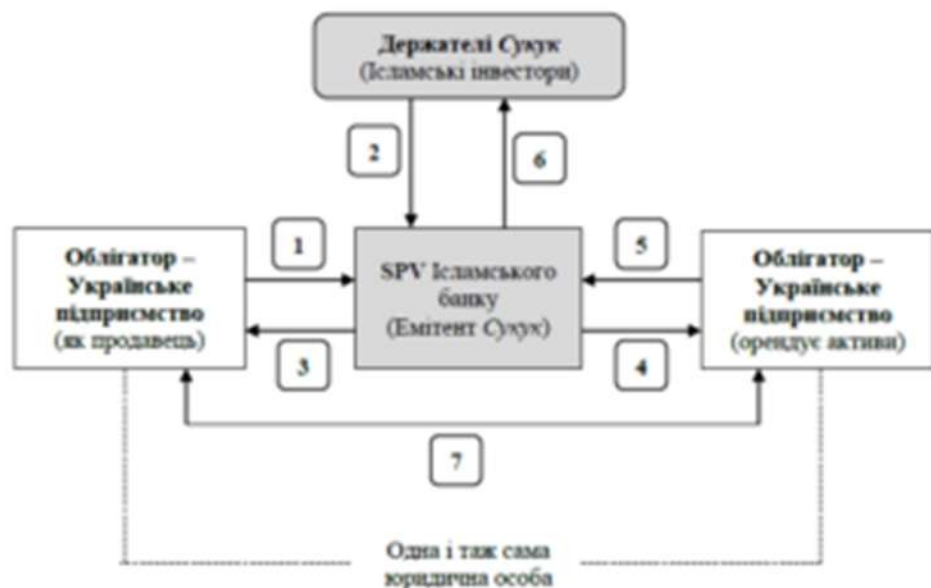 Держателі Сукук
(Ісламські інвестори)
2
6
Облігатор –
Українське
підприємство
(як продавець)
1
3
SPV Ісламського
банку
(Емітент Сукук)
5
4
Облігатор –
Українське
підприємство
(орендує активи)
7
Одна і таж сама
юридична особа